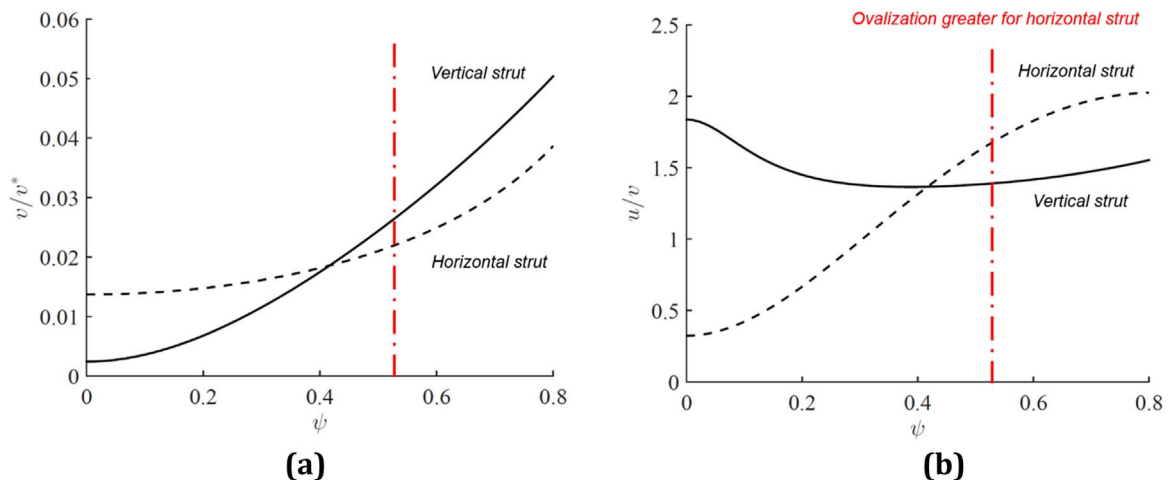 0.06
0.05
0.04
0.03
0.02
0.01
0
v/v*
Vertical strut
Horizontal strut
0
0.2
0.4
0.6
0.8
ψ
(a)
Ovalization greater for horizontal strut
2.5
2
1.5
1
0.5
0
u/v
Horizontal strut
Vertical strut
0
0.2
0.4
0.6
0.8
ψ
(b)